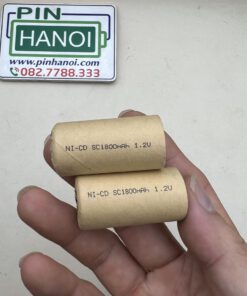 PIN
HANOI
www.pinhanoi.com
082.7788.333
NI-CD SC1800mAh 1.2V
NI-CD SC1800mAh 1.2V